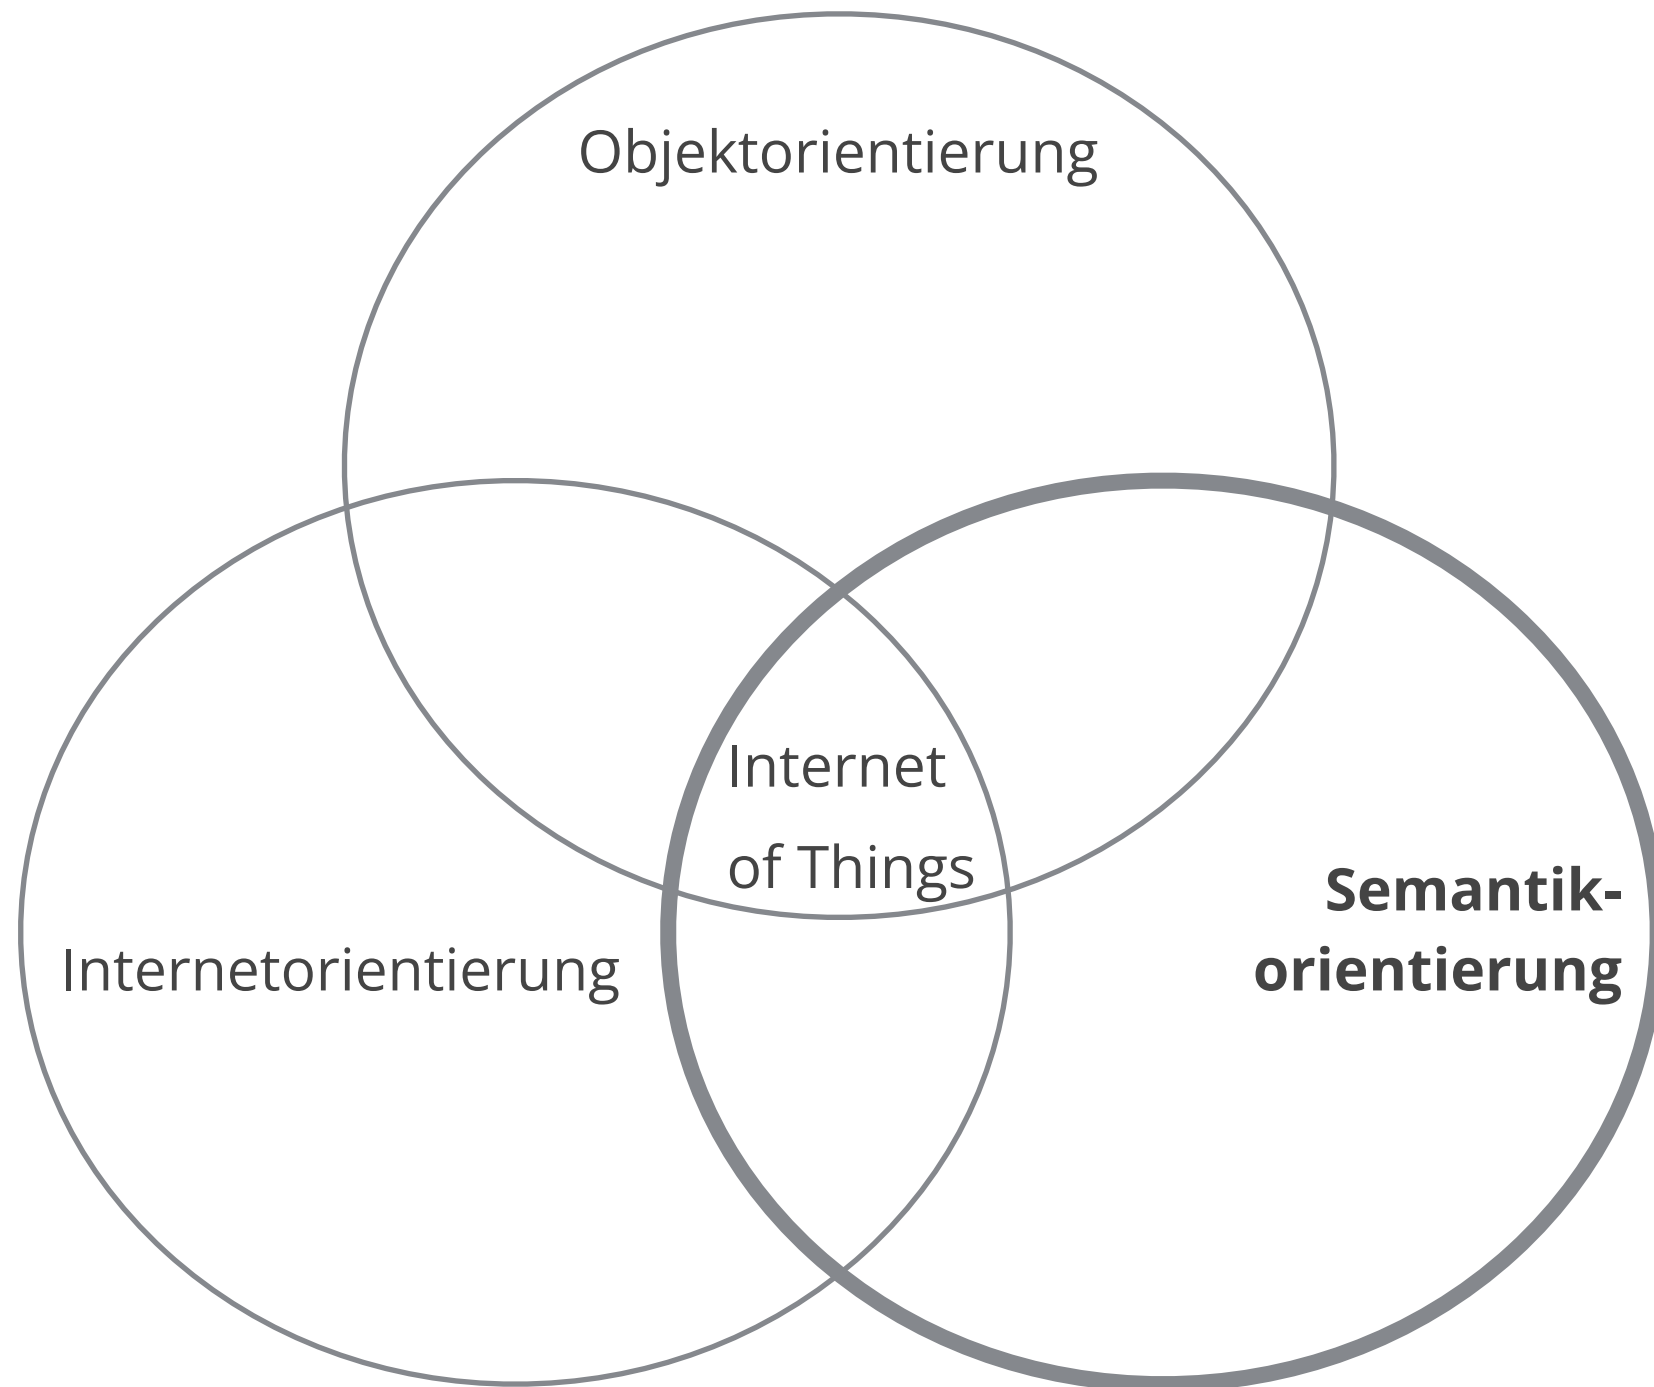 Objektorientierung
Internet
of Things
Internetorientierung
Semantik-
orientierung